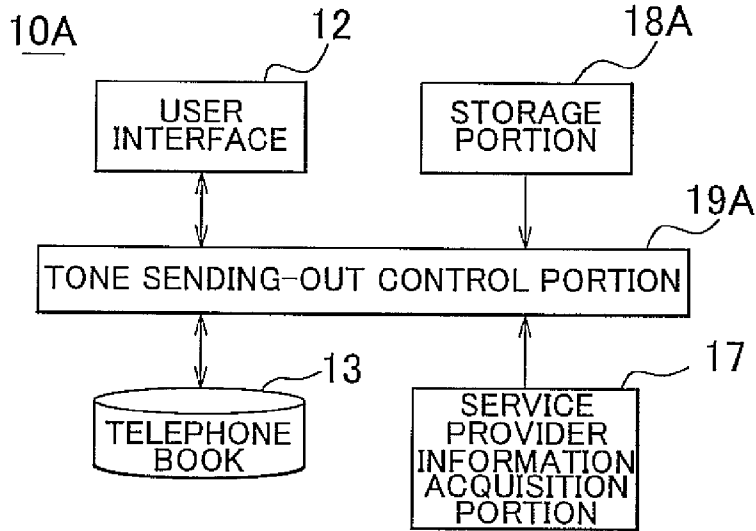 10A
12
USER
INTERFACE
18A
STORAGE
PORTION
19A
TONE SENDING-OUT CONTROL PORTION
13
TELEPHONE
BOOK
17
SERVICE
PROVIDER
INFORMATION
ACQUISITION
PORTION